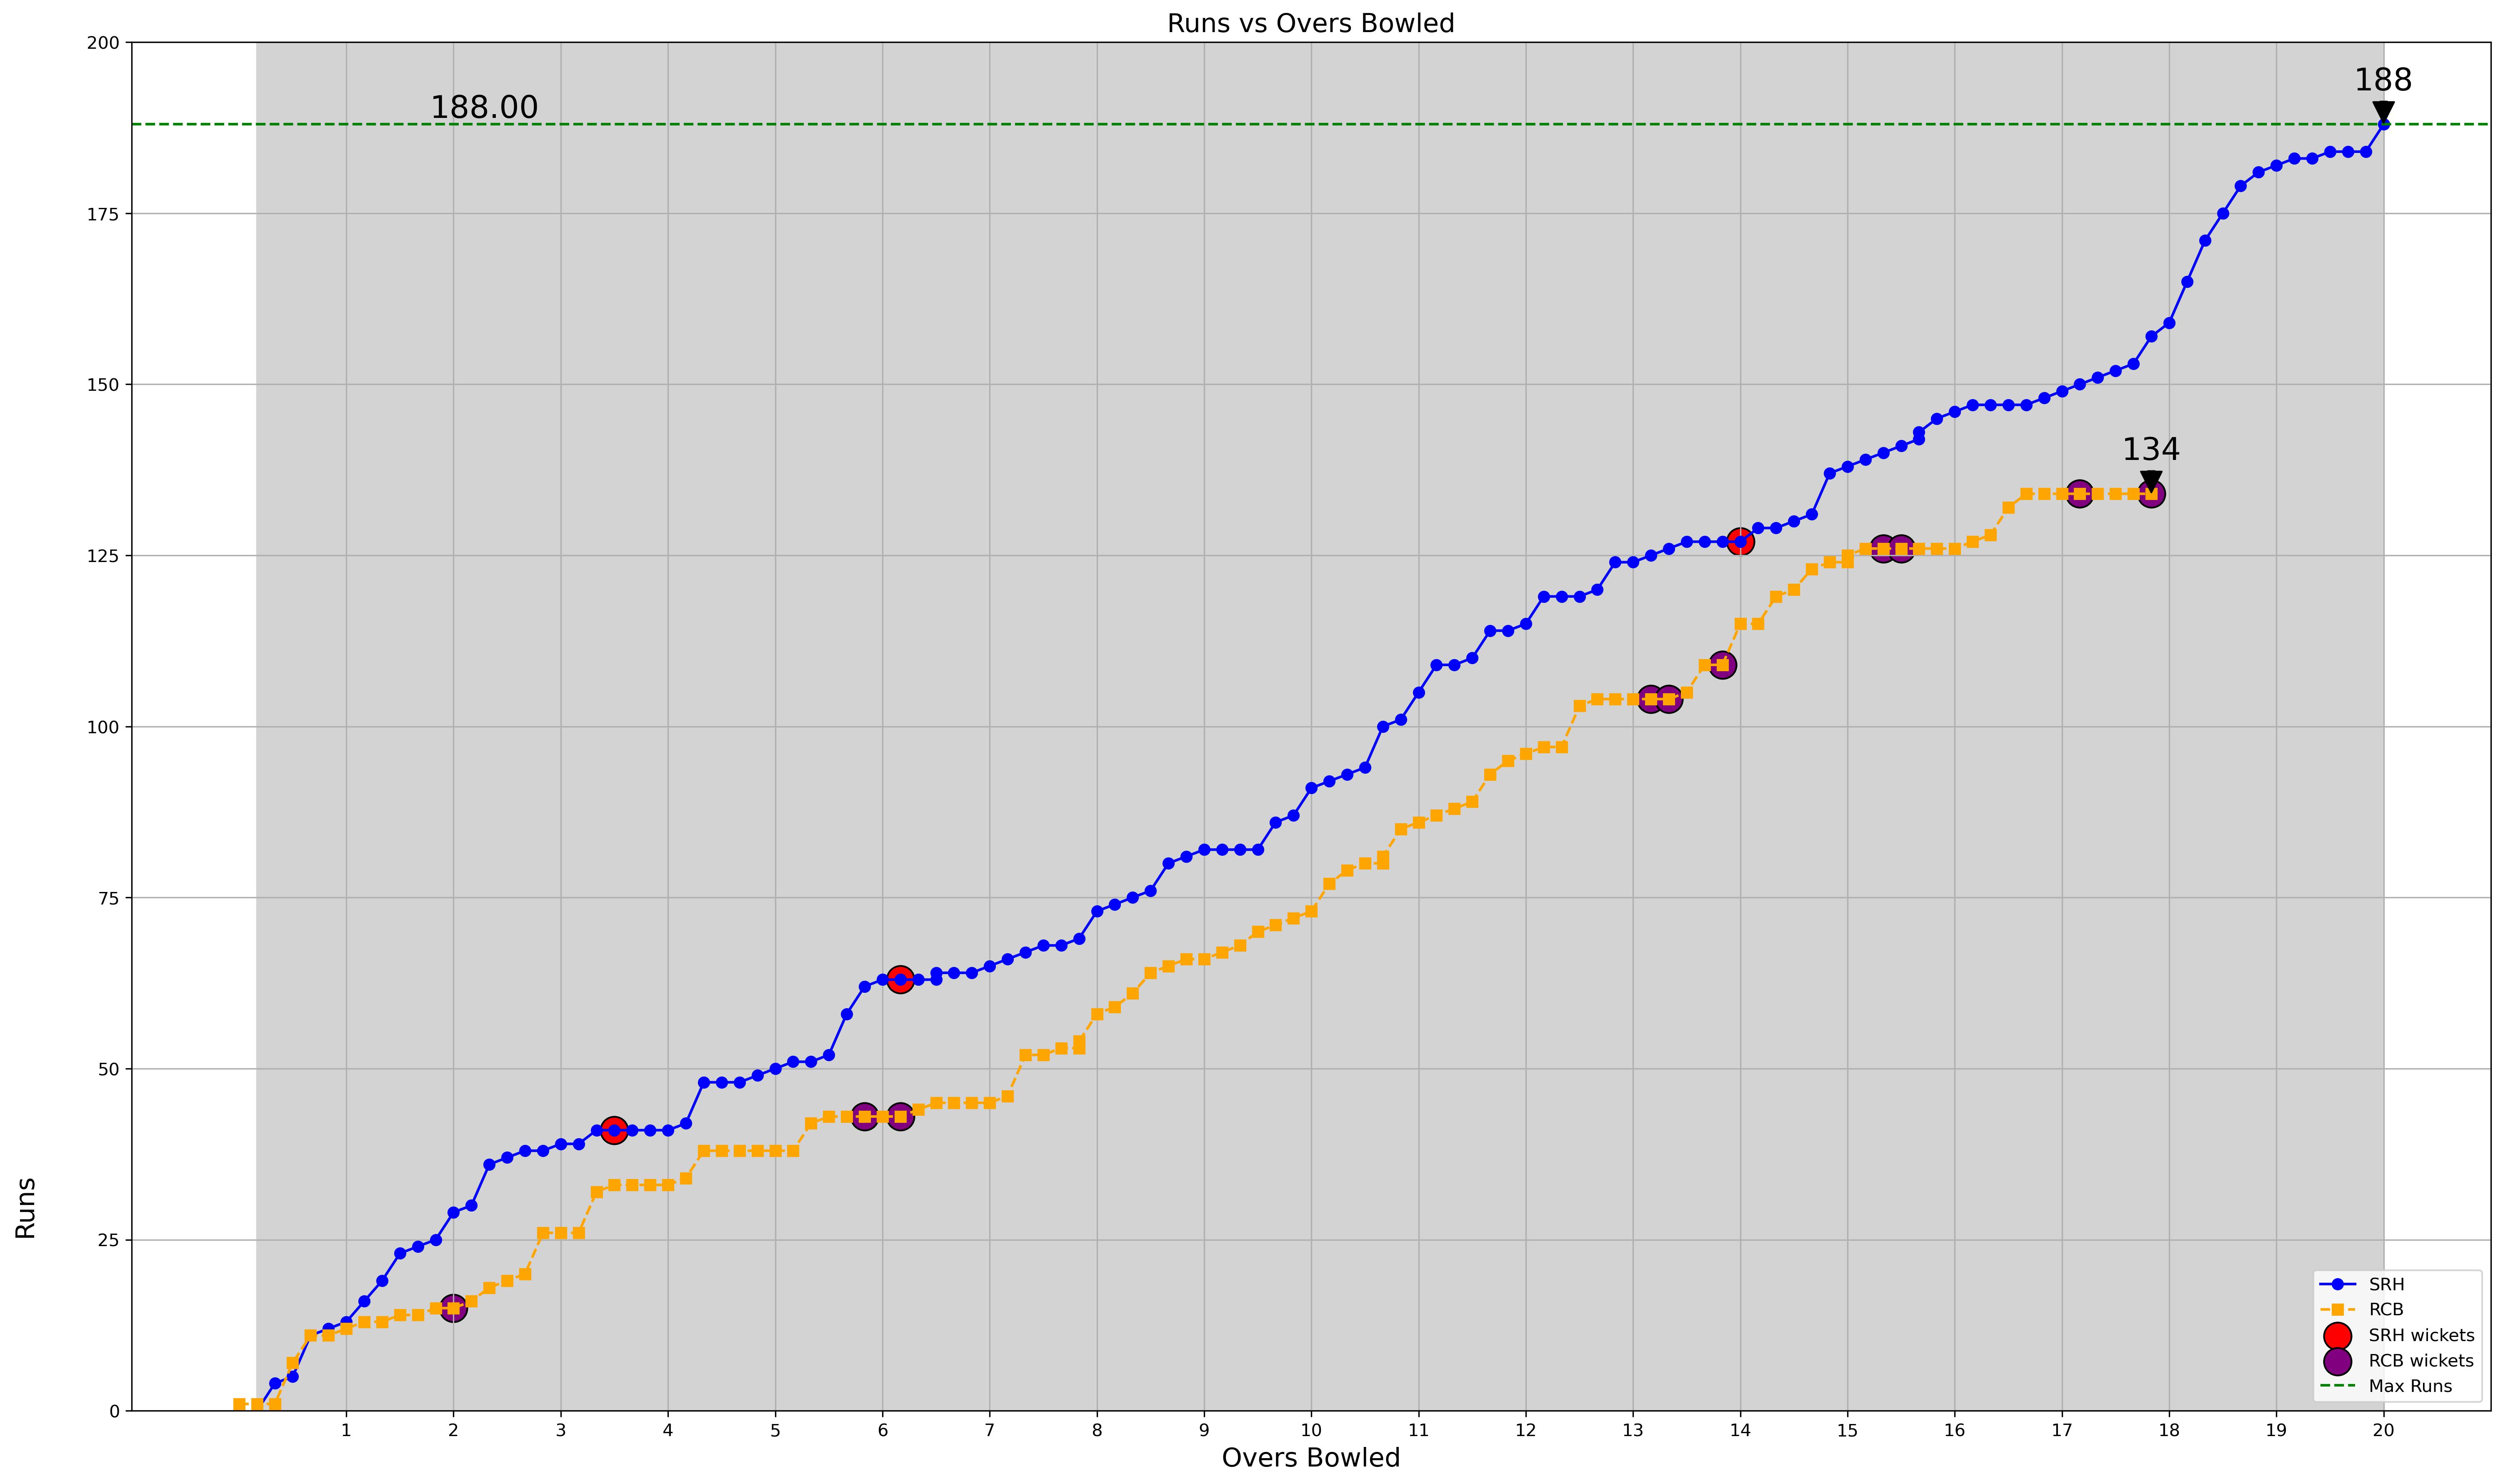 Runs vs Overs Bowled
200
175
150
125
100
75
50
25
0
Runs
188.00
188
134
SRH
RCB
SRH wickets
RCB wickets
Max Runs
1 2 3 4 5 6 7 8 9 10 11 12 13 14 15 16 17 18 19 20
Overs Bowled